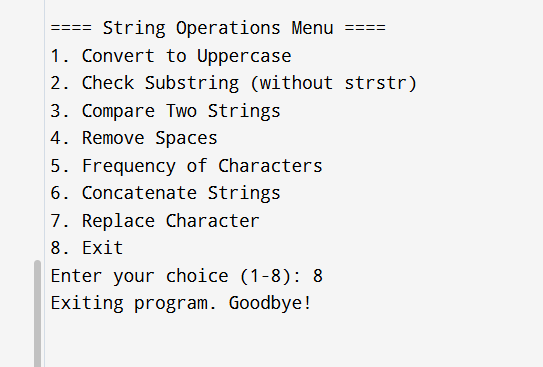 ==== String Operations Menu ====
1. Convert to Uppercase
2. Check Substring (without strstr)
3. Compare Two Strings
4. Remove Spaces
5. Frequency of Characters
6. Concatenate Strings
7. Replace Character
8. Exit
Enter your choice (1-8): 8
Exiting program. Goodbye!